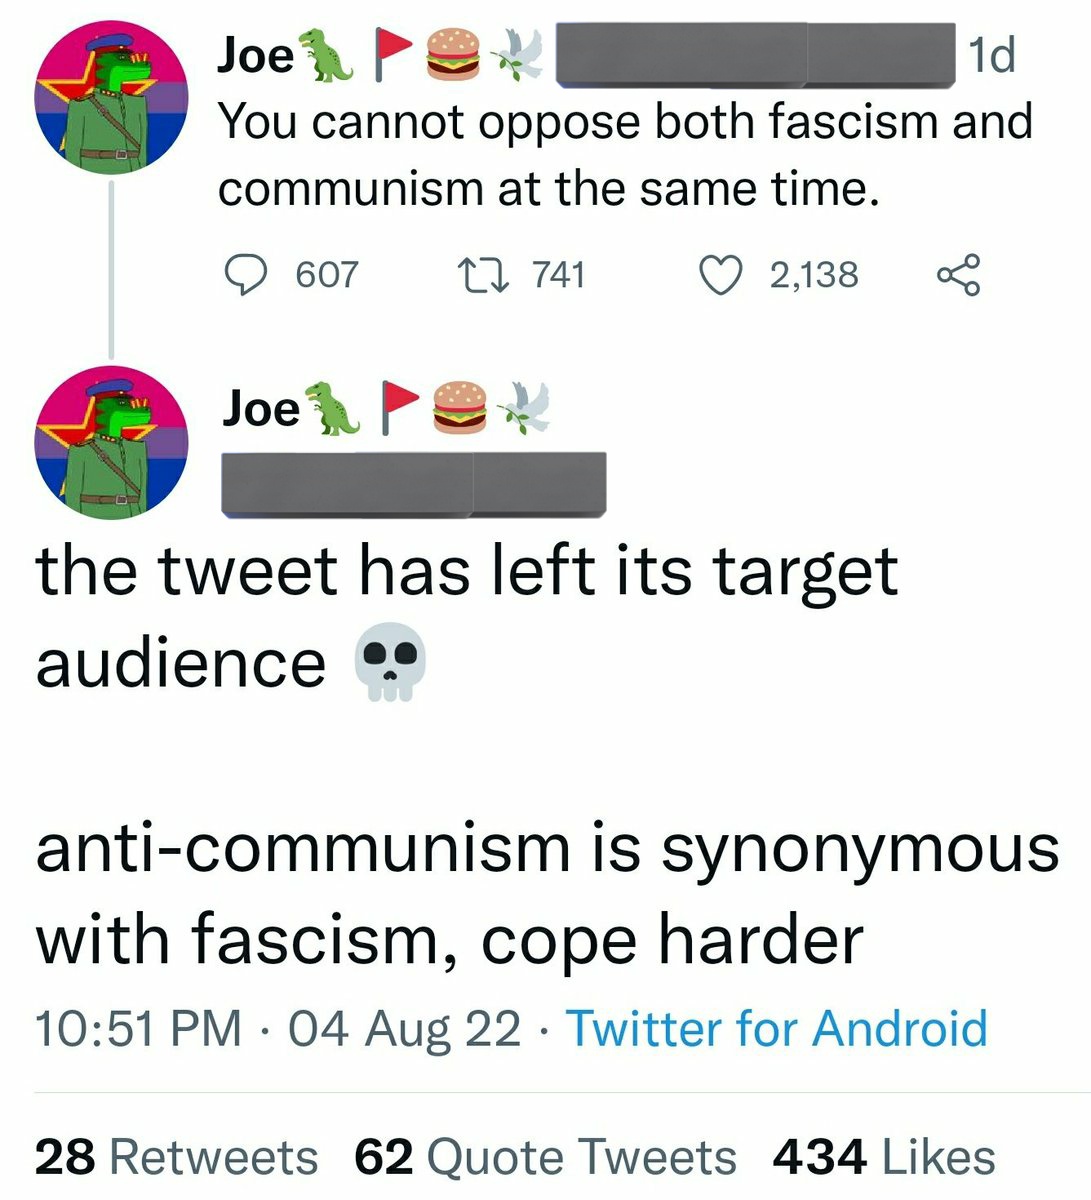 Joe🦖 🚩🍔🕊️ 1d
You cannot oppose both fascism and
communism at the same time.
607 741 2,138
Joe🦖 🚩🍔🕊️
the tweet has left its target
audience 💀
anti-communism is synonymous
with fascism, cope harder
10:51 PM · 04 Aug 22 · Twitter for Android
28 Retweets 62 Quote Tweets 434 Likes